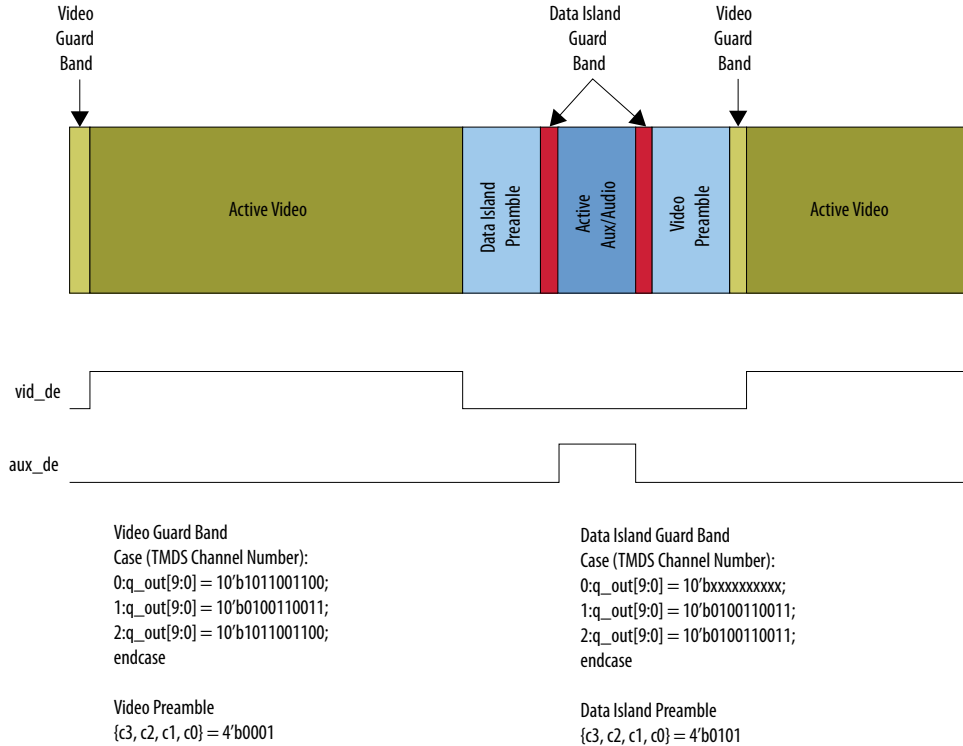 Video
Guard
Band
Data Island
Guard
Band
Video
Guard
Band
Active Video
Data Island
Preamble
Active
Aux/Audio
Video
Preamble
Active Video
vid_de
aux_de
Video Guard Band
Case (TMDS Channel Number):
0:q_out[9:0] = 10’b1011001100;
1:q_out[9:0] = 10’b0100110011;
2:q_out[9:0] = 10’b1011001100;
endcase
Video Preamble
{c3, c2, c1, c0} = 4’b0001
Data Island Guard Band
Case (TMDS Channel Number):
0:q_out[9:0] = 10’bxxxxxxxxxx;
1:q_out[9:0] = 10’b0100110011;
2:q_out[9:0] = 10’b0100110011;
endcase
Data Island Preamble
{c3, c2, c1, c0} = 4’b0101